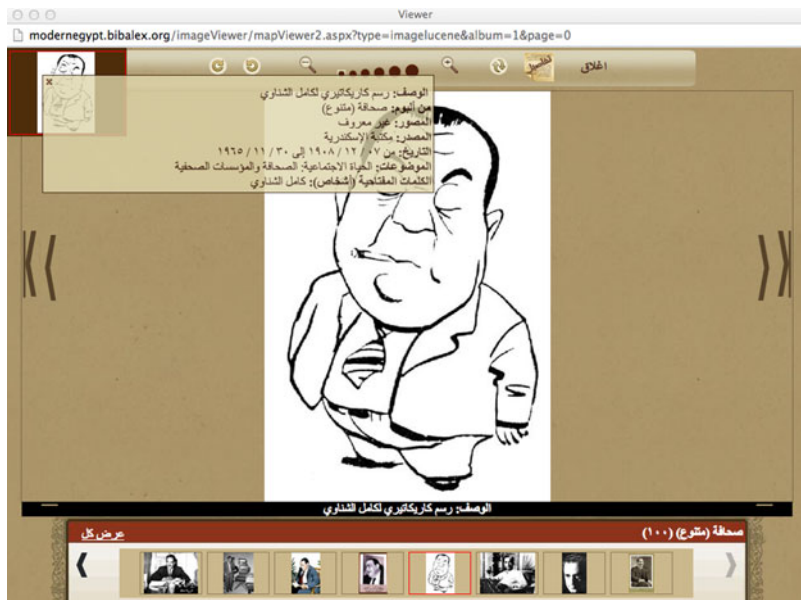 Viewer
modernegypt.bibalex.org/imageViewer/mapViewer2.aspx?type=imagelucene&album=1&page=0
اغلاق
تفاصيل
الوصف: رسم كاريكاتيري لكامل الشناوي
من ألبوم: صحافة (متنوع)
المصور: غير معروف
المصدر: مكتبة الإسكندرية
التاريخ: من ٠٧ / ١٢ / ١٩٠٨ إلى ٣٠ / ١١ / ١٩٦٥
الموضوعات: الحياة الاجتماعية: الصحافة والمؤسسات الصحفية
الكلمات المفتاحية (أشخاص): كامل الشناوي
الوصف: رسم كاريكاتيري لكامل الشناوي
صحافة (متنوع) (١٠٠)
عرض كل